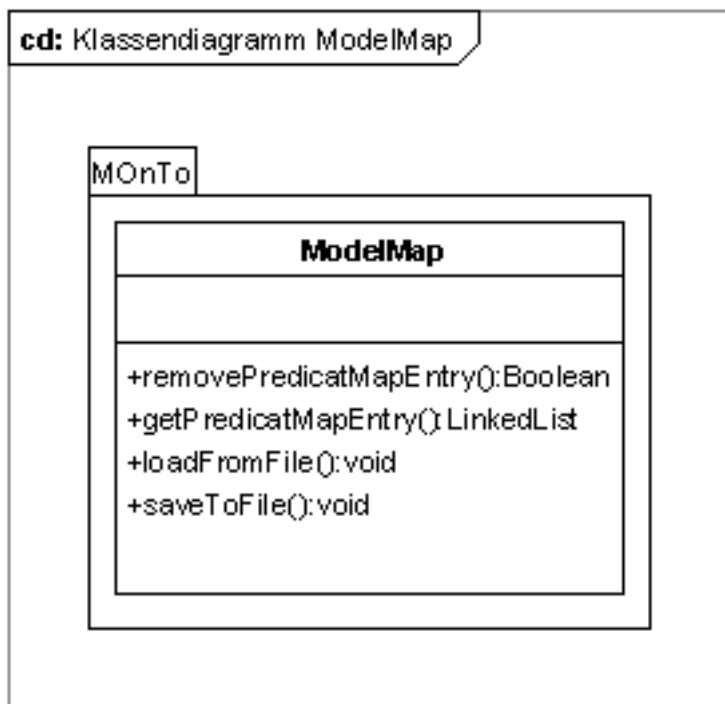 cd: Klassendiagramm ModelMap
MOnTo
ModelMap
+removePredicatMapEntry():Boolean
+getPredicatMapEntry():LinkedList
+loadFromFile():void
+saveToFile():void